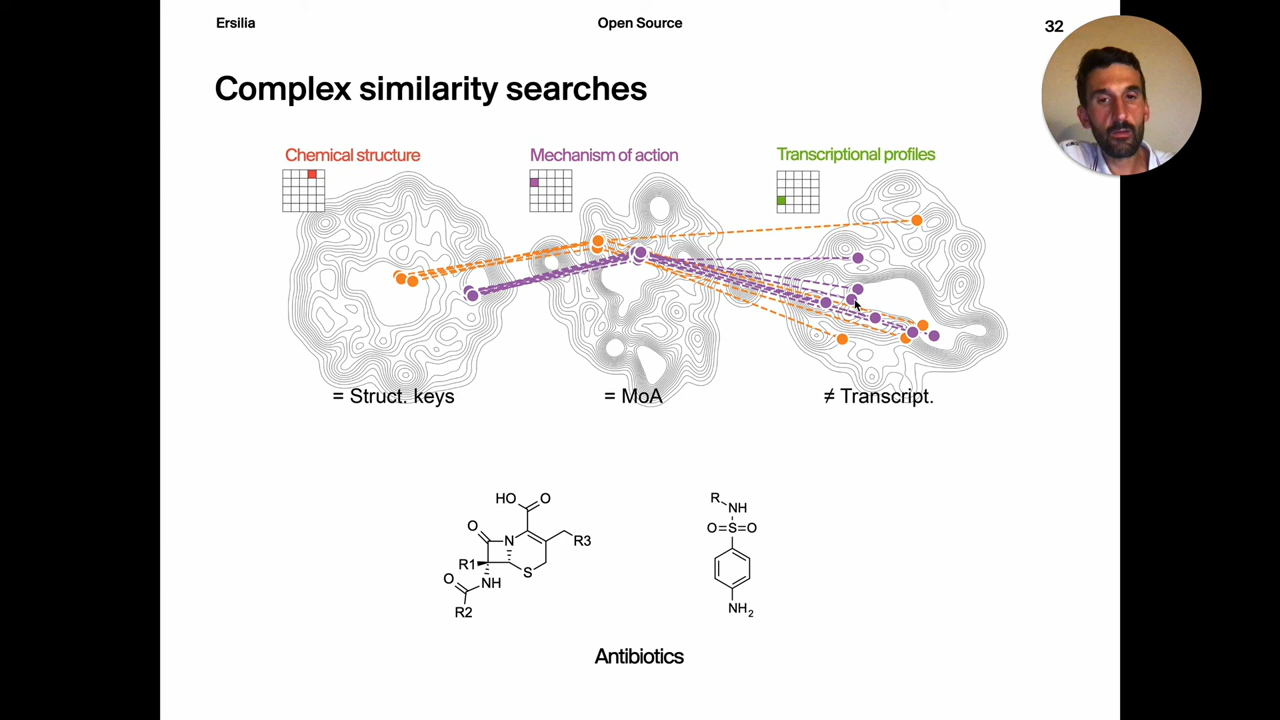 Ersilia
Open Source
32
Complex similarity searches
Chemical structure
Mechanism of action
Transcriptional profiles
= Struct. keys
= MoA
≠ Transcript.
HO
O
O
N
R1
R3
S
O
NH
R2
R
NH
O=S=O
NH₂
Antibiotics